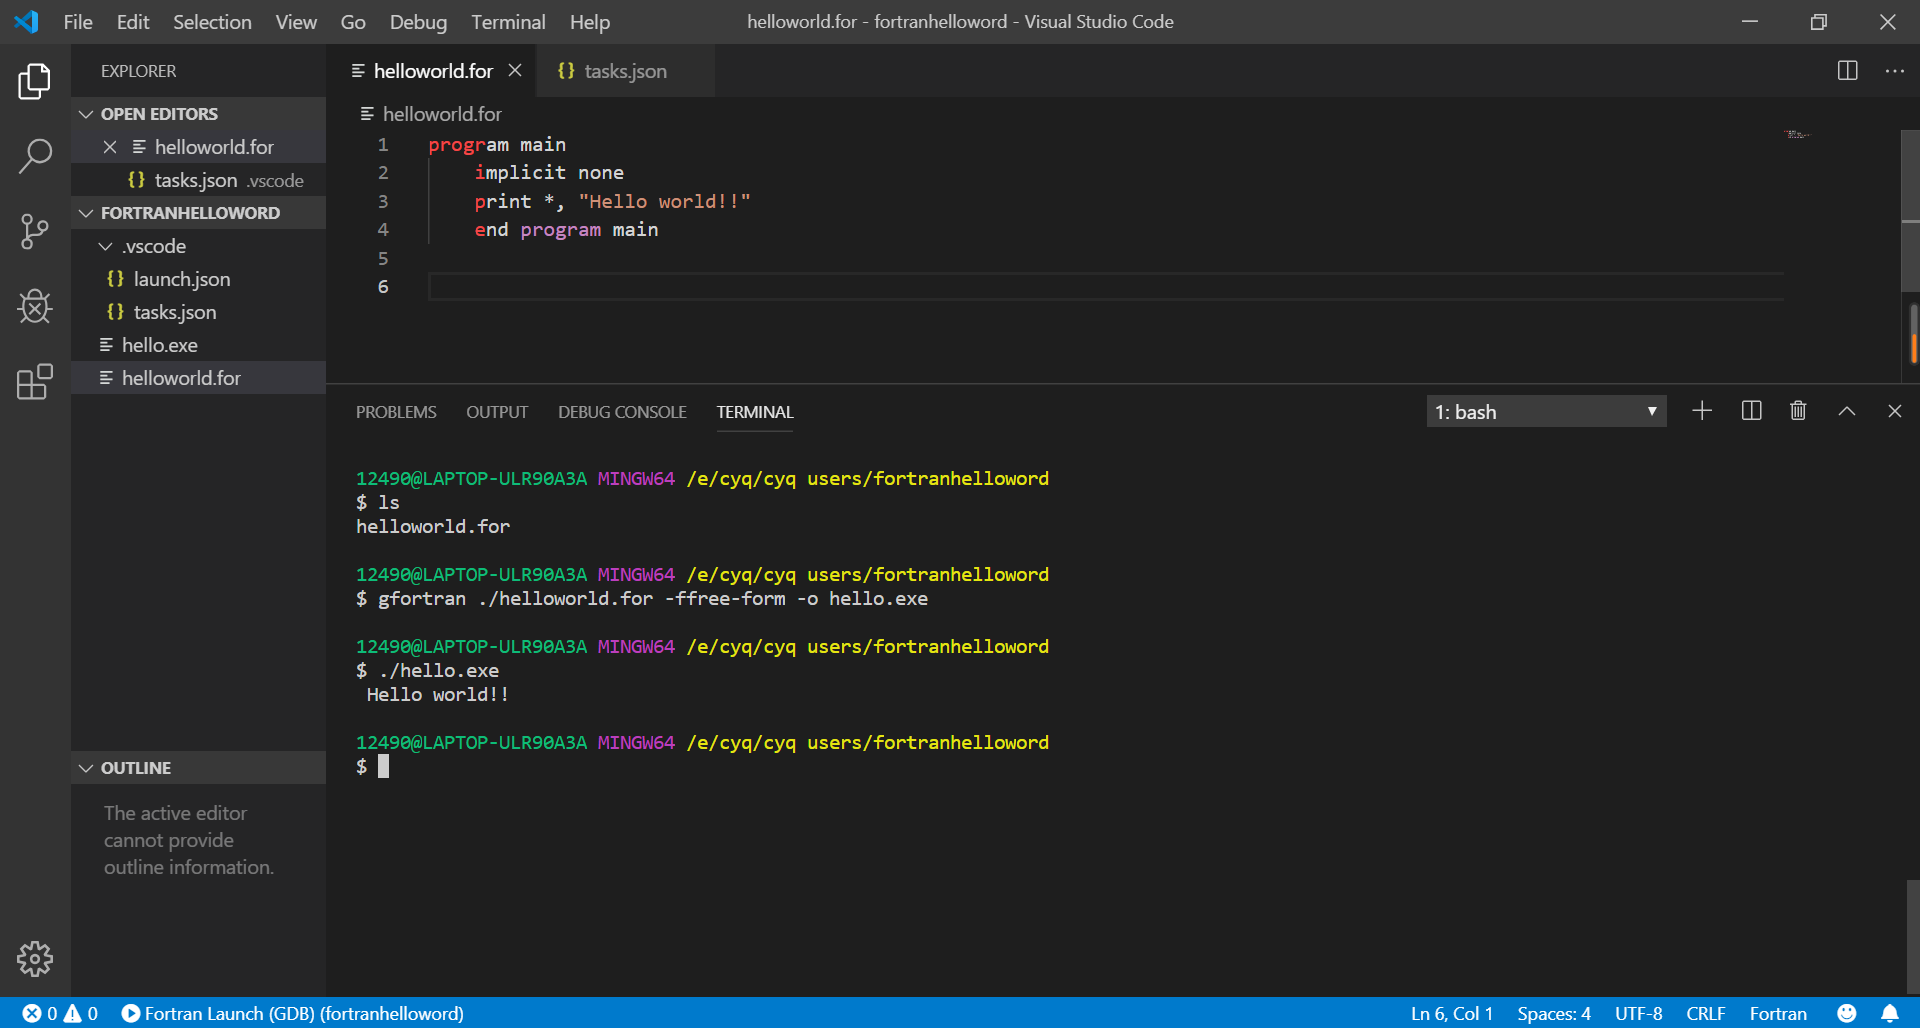 File Edit Selection View Go Debug Terminal Help helloworld.for - fortranhelloword - Visual Studio Code
EXPLORER
OPEN EDITORS
helloworld.for
tasks.json .vscode
FORTRANHELLOWORD
.vscode
{} launch.json
{} tasks.json
hello.exe
helloworld.for
OUTLINE
The active editor
cannot provide
outline information.
helloworld.for {} tasks.json
helloworld.for
1 program main
2 implicit none
3 print *, "Hello world!!"
4 end program main
5
6
PROBLEMS OUTPUT DEBUG CONSOLE TERMINAL 1: bash
12490@LAPTOP-ULR90A3A MINGW64 /e/cyq/cyq users/fortranhelloword
$ ls
helloworld.for
12490@LAPTOP-ULR90A3A MINGW64 /e/cyq/cyq users/fortranhelloword
$ gfortran ./helloworld.for -ffree-form -o hello.exe
12490@LAPTOP-ULR90A3A MINGW64 /e/cyq/cyq users/fortranhelloword
$ ./hello.exe
Hello world!!
12490@LAPTOP-ULR90A3A MINGW64 /e/cyq/cyq users/fortranhelloword
$
0 0 Fortran Launch (GDB) (fortranhelloword) Ln 6, Col 1 Spaces: 4 UTF-8 CRLF Fortran